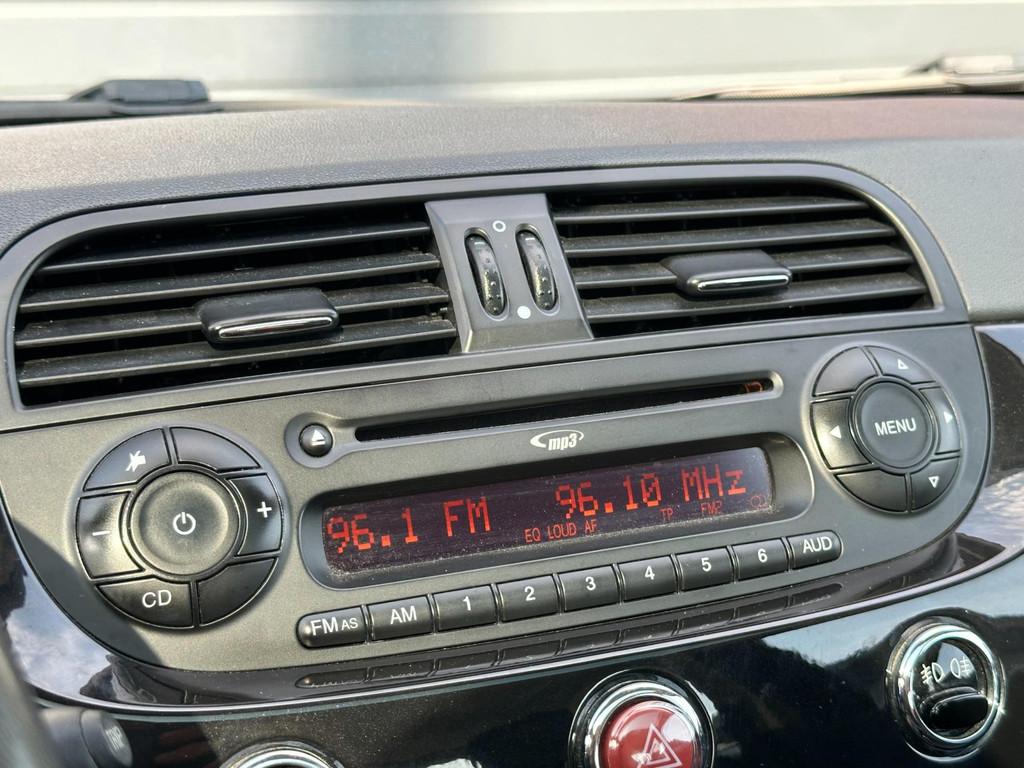 mp3
MENU
96.1 FM 96.10 MHz
EQ LOUD AF TP FM2
CD
FM AS AM 1 2 3 4 5 6 AUD